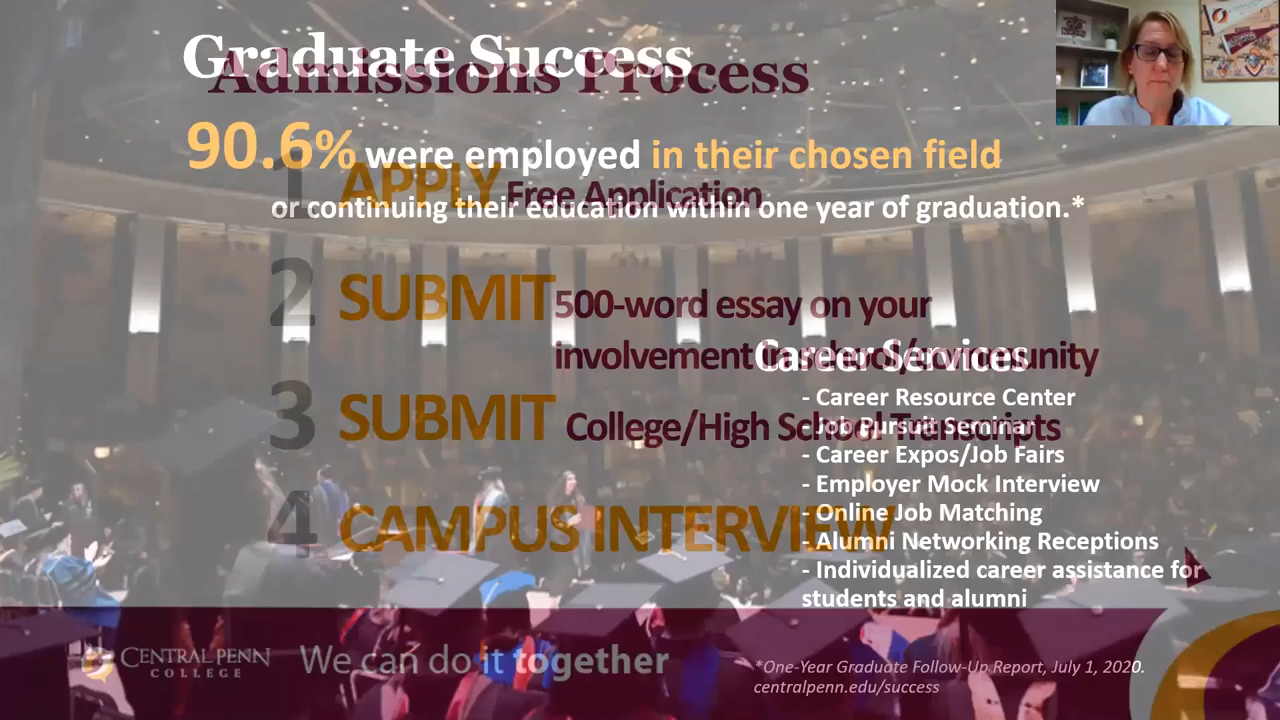 Graduate Success
Admissions Process
90.6% were employed in their chosen field
1 APPLY Free Application
or continuing their education within one year of graduation.*
2 SUBMIT 500-word essay on your
involvement in school/community
Career Services
- Career Resource Center
3 SUBMIT College/High School Transcripts
- Job Pursuit Seminar
- Career Expos/Job Fairs
- Employer Mock Interview
- Online Job Matching
4 CAMPUS INTERVIEW
- Alumni Networking Receptions
- Individualized career assistance for
students and alumni
CENTRAL PENN
COLLEGE
We can do it together
*One-Year Graduate Follow-Up Report, July 1, 2020.
centralpenn.edu/success